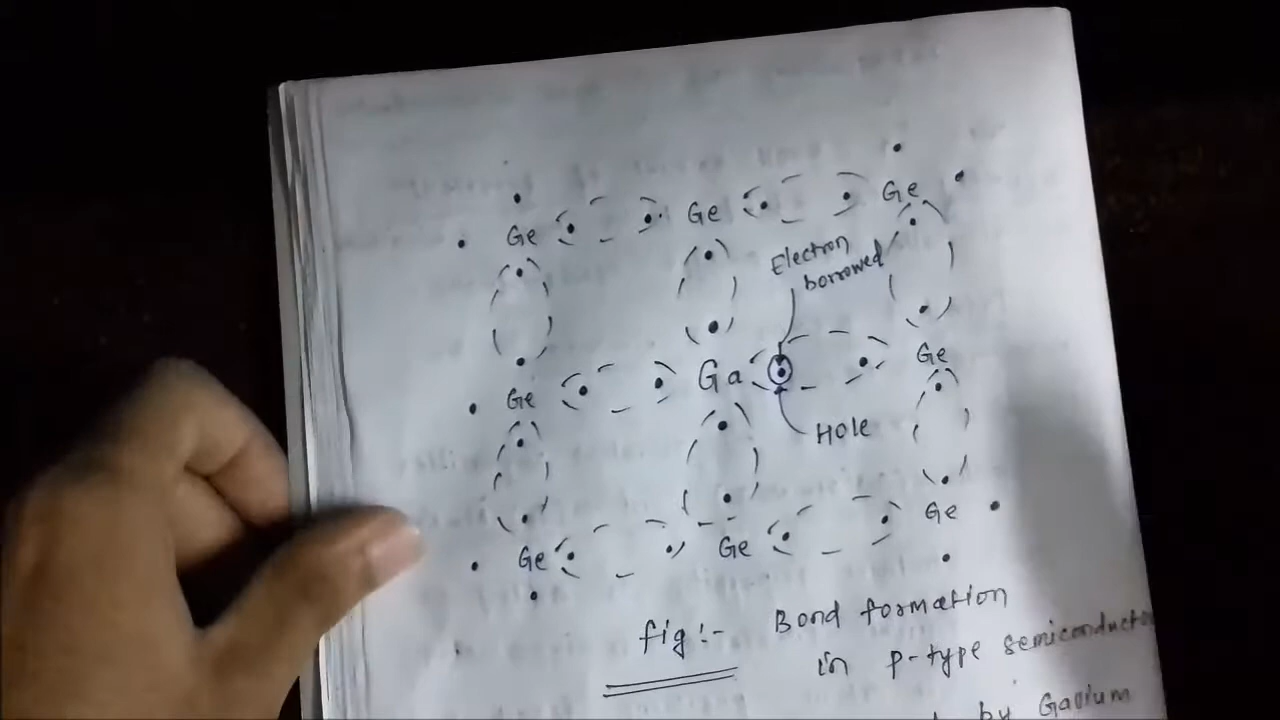 Ge Ge Ge
Electron
borrowed
Ge Ga Ge
Hole
Ge Ge Ge
fig:- Bond formation
in p-type semiconducto
by